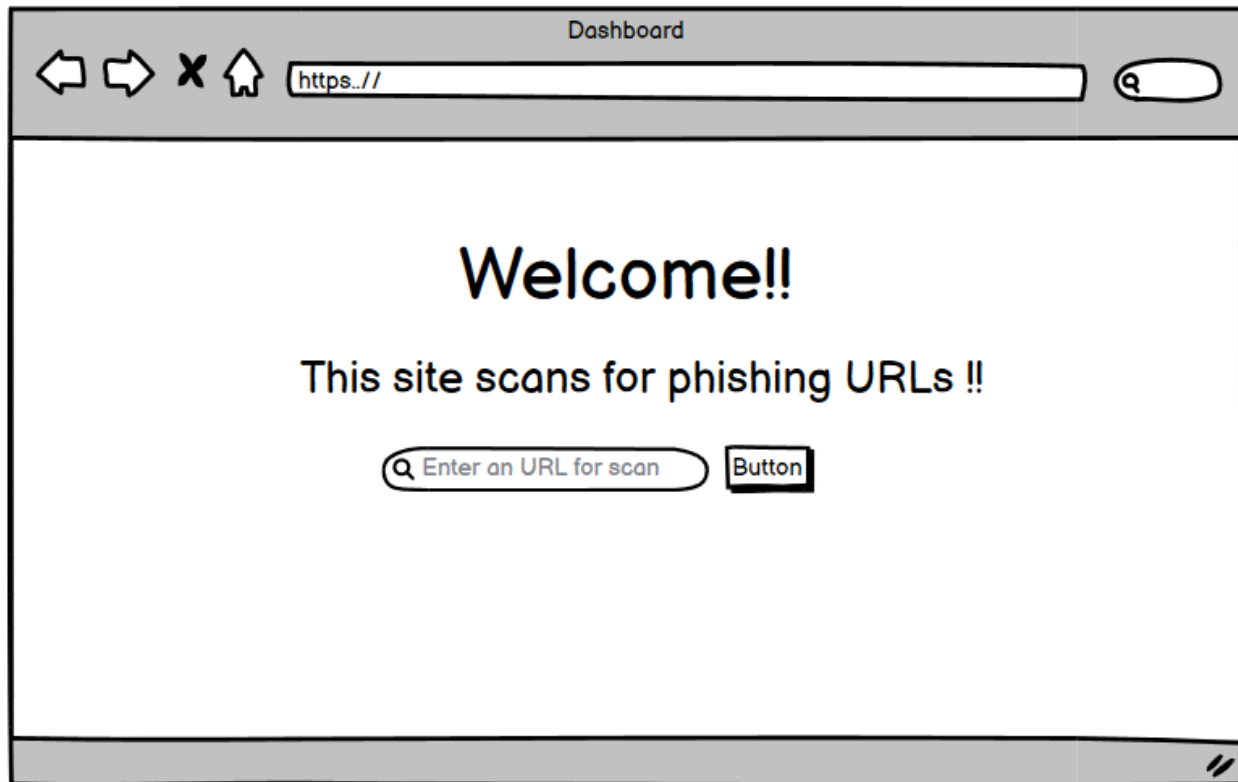 Dashboard
https..//
Welcome!!
This site scans for phishing URLs !!
Enter an URL for scan
Button